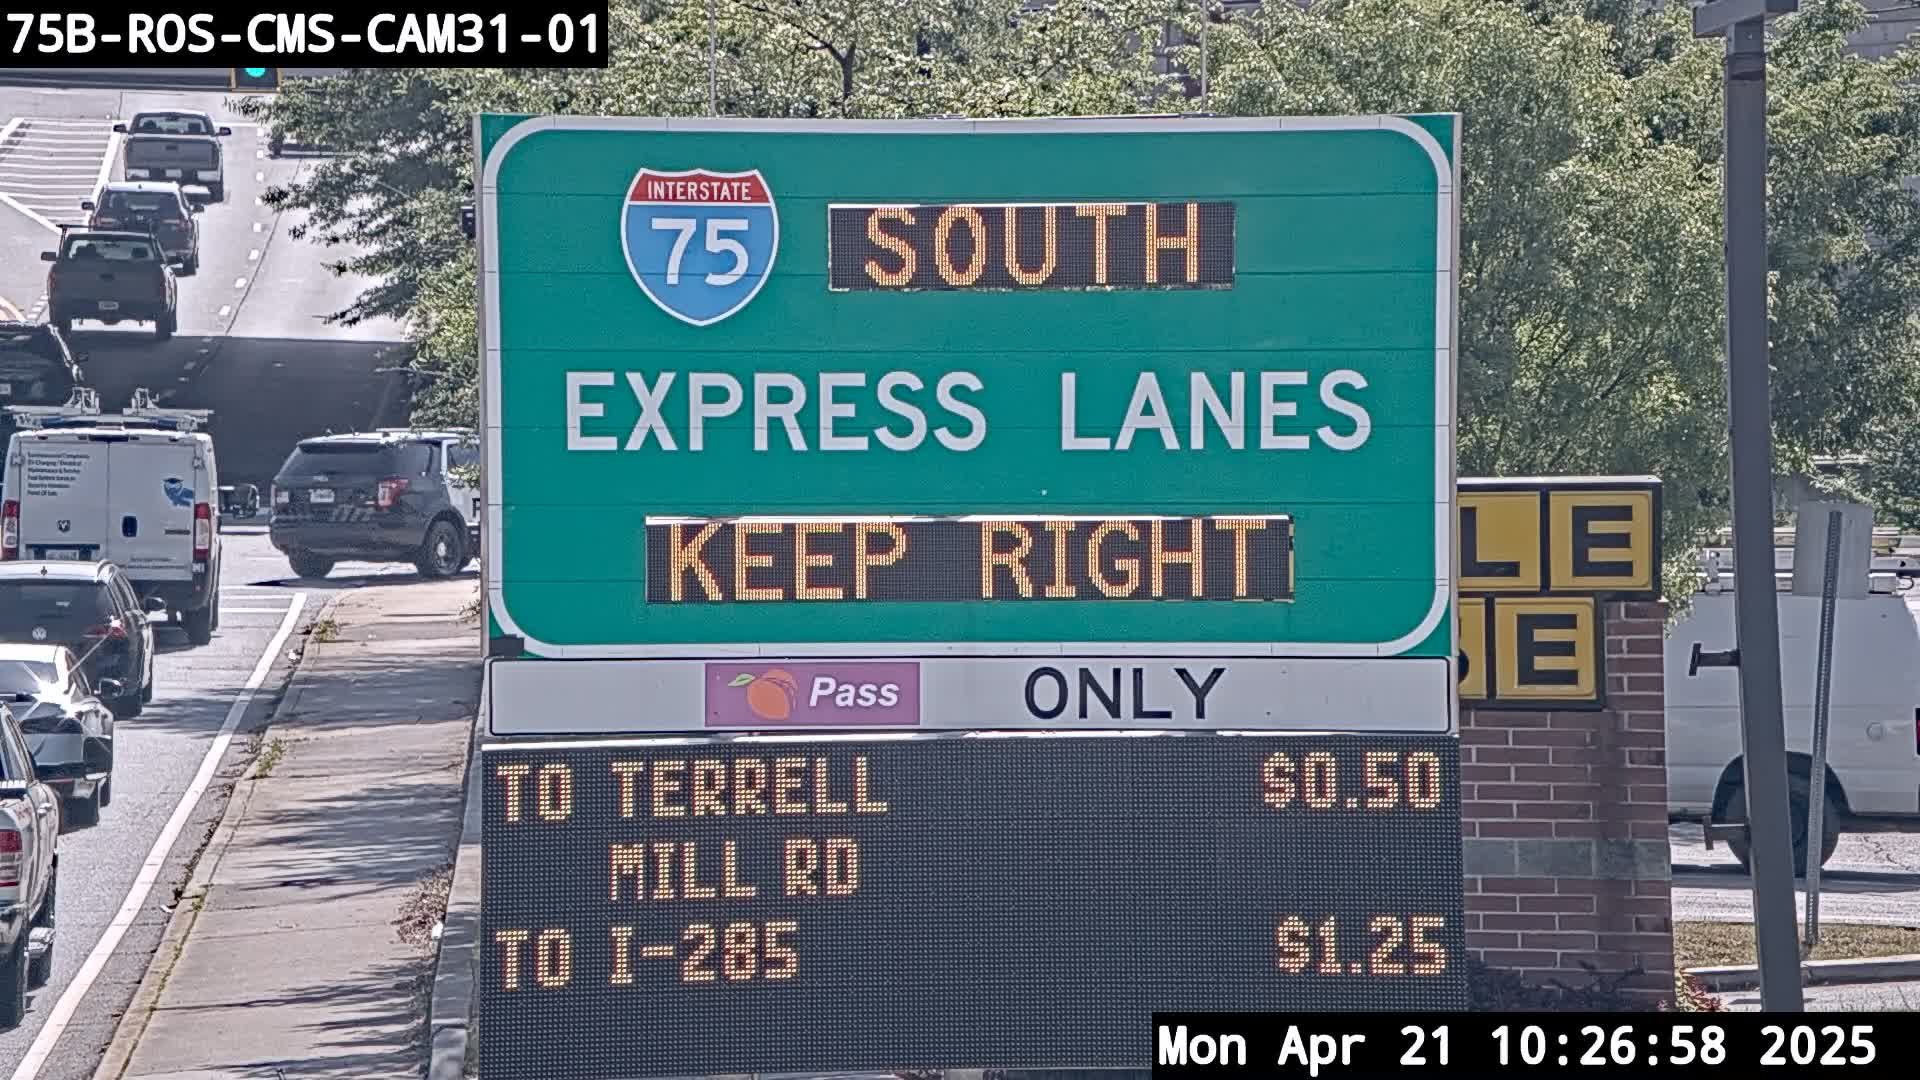 75B-ROS-CMS-CAM31-01
INTERSTATE
75
SOUTH
EXPRESS LANES
KEEP RIGHT
Pass ONLY
TO TERRELL $0.50
MILL RD
TO I-285 $1.25
LE
E
Mon Apr 21 10:26:58 2025